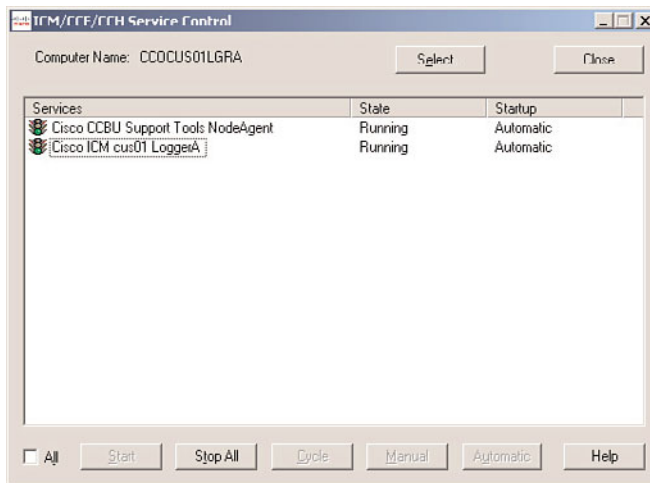 ICM/CCE/CCH Service Control
Computer Name: CCOCUS01LGRA
Select
Close
Services State Startup
Cisco CCBU Support Tools NodeAgent Running Automatic
Cisco ICM cus01 LoggerA Running Automatic
All
Start
Stop All
Cycle
Manual
Automatic
Help